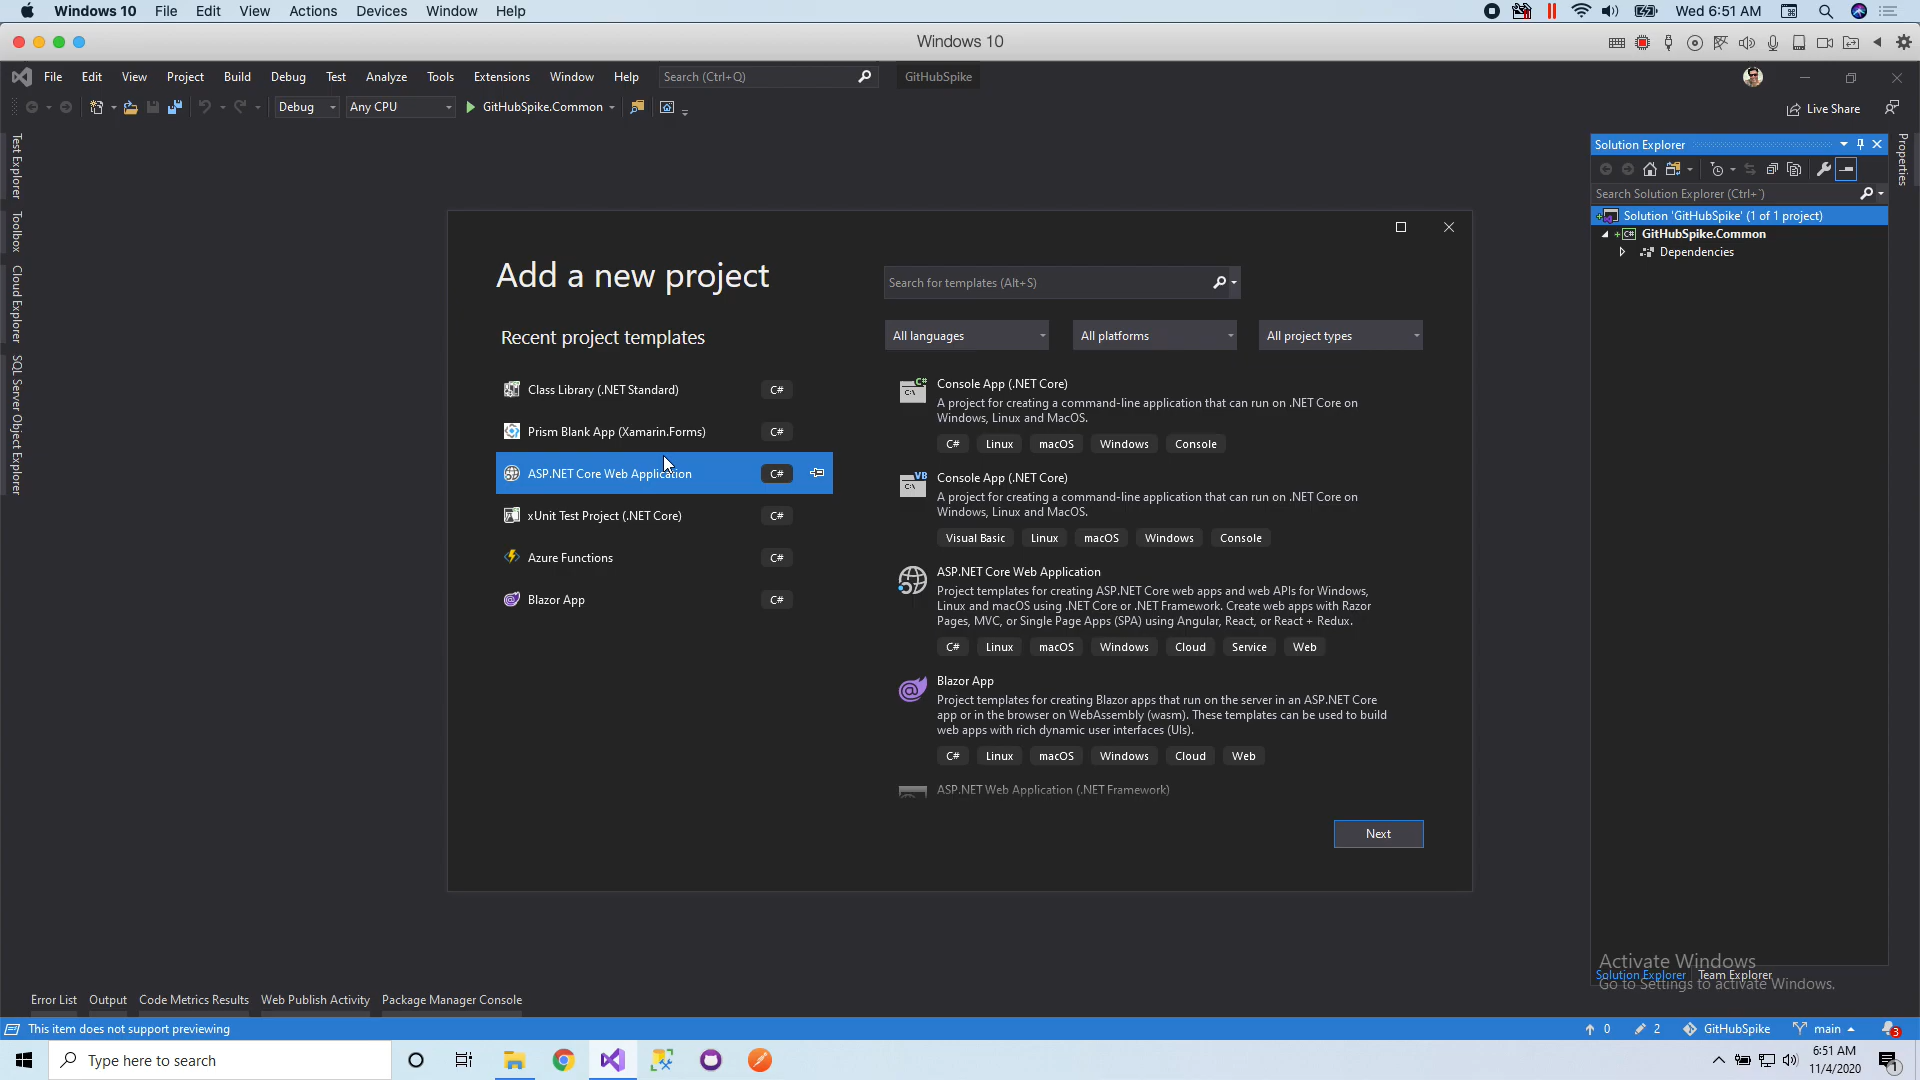 Windows 10 File Edit View Actions Devices Window Help
Wed 6:51 AM
Windows 10
File Edit View Project Build Debug Test Analyze Tools Extensions Window Help
Search (Ctrl+Q)
GitHubSpike
Debug
Any CPU
GitHubSpike.Common
Live Share
Test Explorer
Toolbox
Cloud Explorer
SQL Server Object Explorer
Add a new project
Recent project templates
Class Library (.NET Standard) C#
Prism Blank App (Xamarin.Forms) C#
ASP.NET Core Web Application C#
xUnit Test Project (.NET Core) C#
Azure Functions C#
Blazor App C#
Search for templates (Alt+S)
All languages
All platforms
All project types
Console App (.NET Core)
A project for creating a command-line application that can run on .NET Core on
Windows, Linux and MacOS.
C# Linux macOS Windows Console
Console App (.NET Core)
A project for creating a command-line application that can run on .NET Core on
Windows, Linux and MacOS.
Visual Basic Linux macOS Windows Console
ASP.NET Core Web Application
Project templates for creating ASP.NET Core web apps and web APIs for Windows,
Linux and macOS using .NET Core or .NET Framework. Create web apps with Razor
Pages, MVC, or Single Page Apps (SPA) using Angular, React, or React + Redux.
C# Linux macOS Windows Cloud Service Web
Blazor App
Project templates for creating Blazor apps that run on the server in an ASP.NET Core
app or in the browser on WebAssembly (wasm). These templates can be used to build
web apps with rich dynamic user interfaces (UIs).
C# Linux macOS Windows Cloud Web
ASP.NET Web Application (.NET Framework)
Next
Solution Explorer
Search Solution Explorer (Ctrl+`)
Solution 'GitHubSpike' (1 of 1 project)
C# GitHubSpike.Common
Dependencies
Properties
Activate Windows
Go to Settings to activate Windows.
Solution Explorer Team Explorer
Error List Output Code Metrics Results Web Publish Activity Package Manager Console
This item does not support previewing
0 2 GitHubSpike main 3
Type here to search
6:51 AM
11/4/2020
1